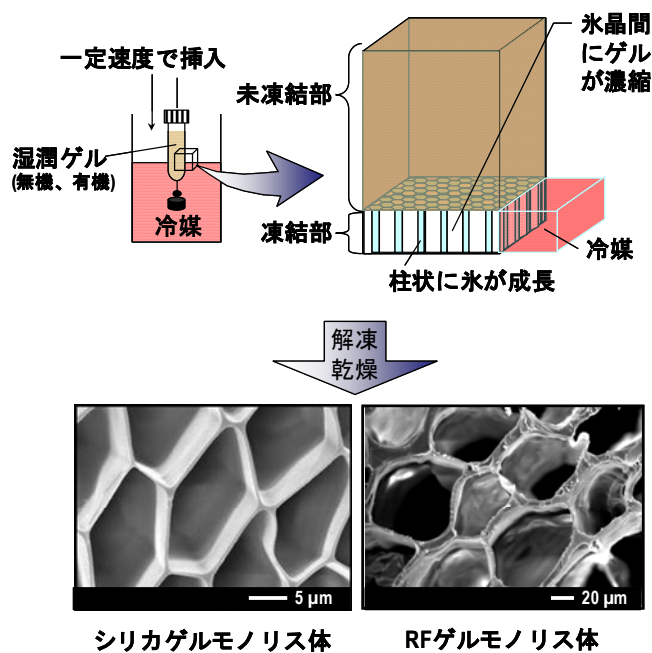 一定速度で挿入
湿潤ゲル
(無機、有機)
冷媒
氷晶間
にゲル
が濃縮
未凍結部
凍結部
冷媒
柱状に氷が成長
解凍
乾燥
5 µm
20 µm
シリカゲルモノリス体
RFゲルモノリス体